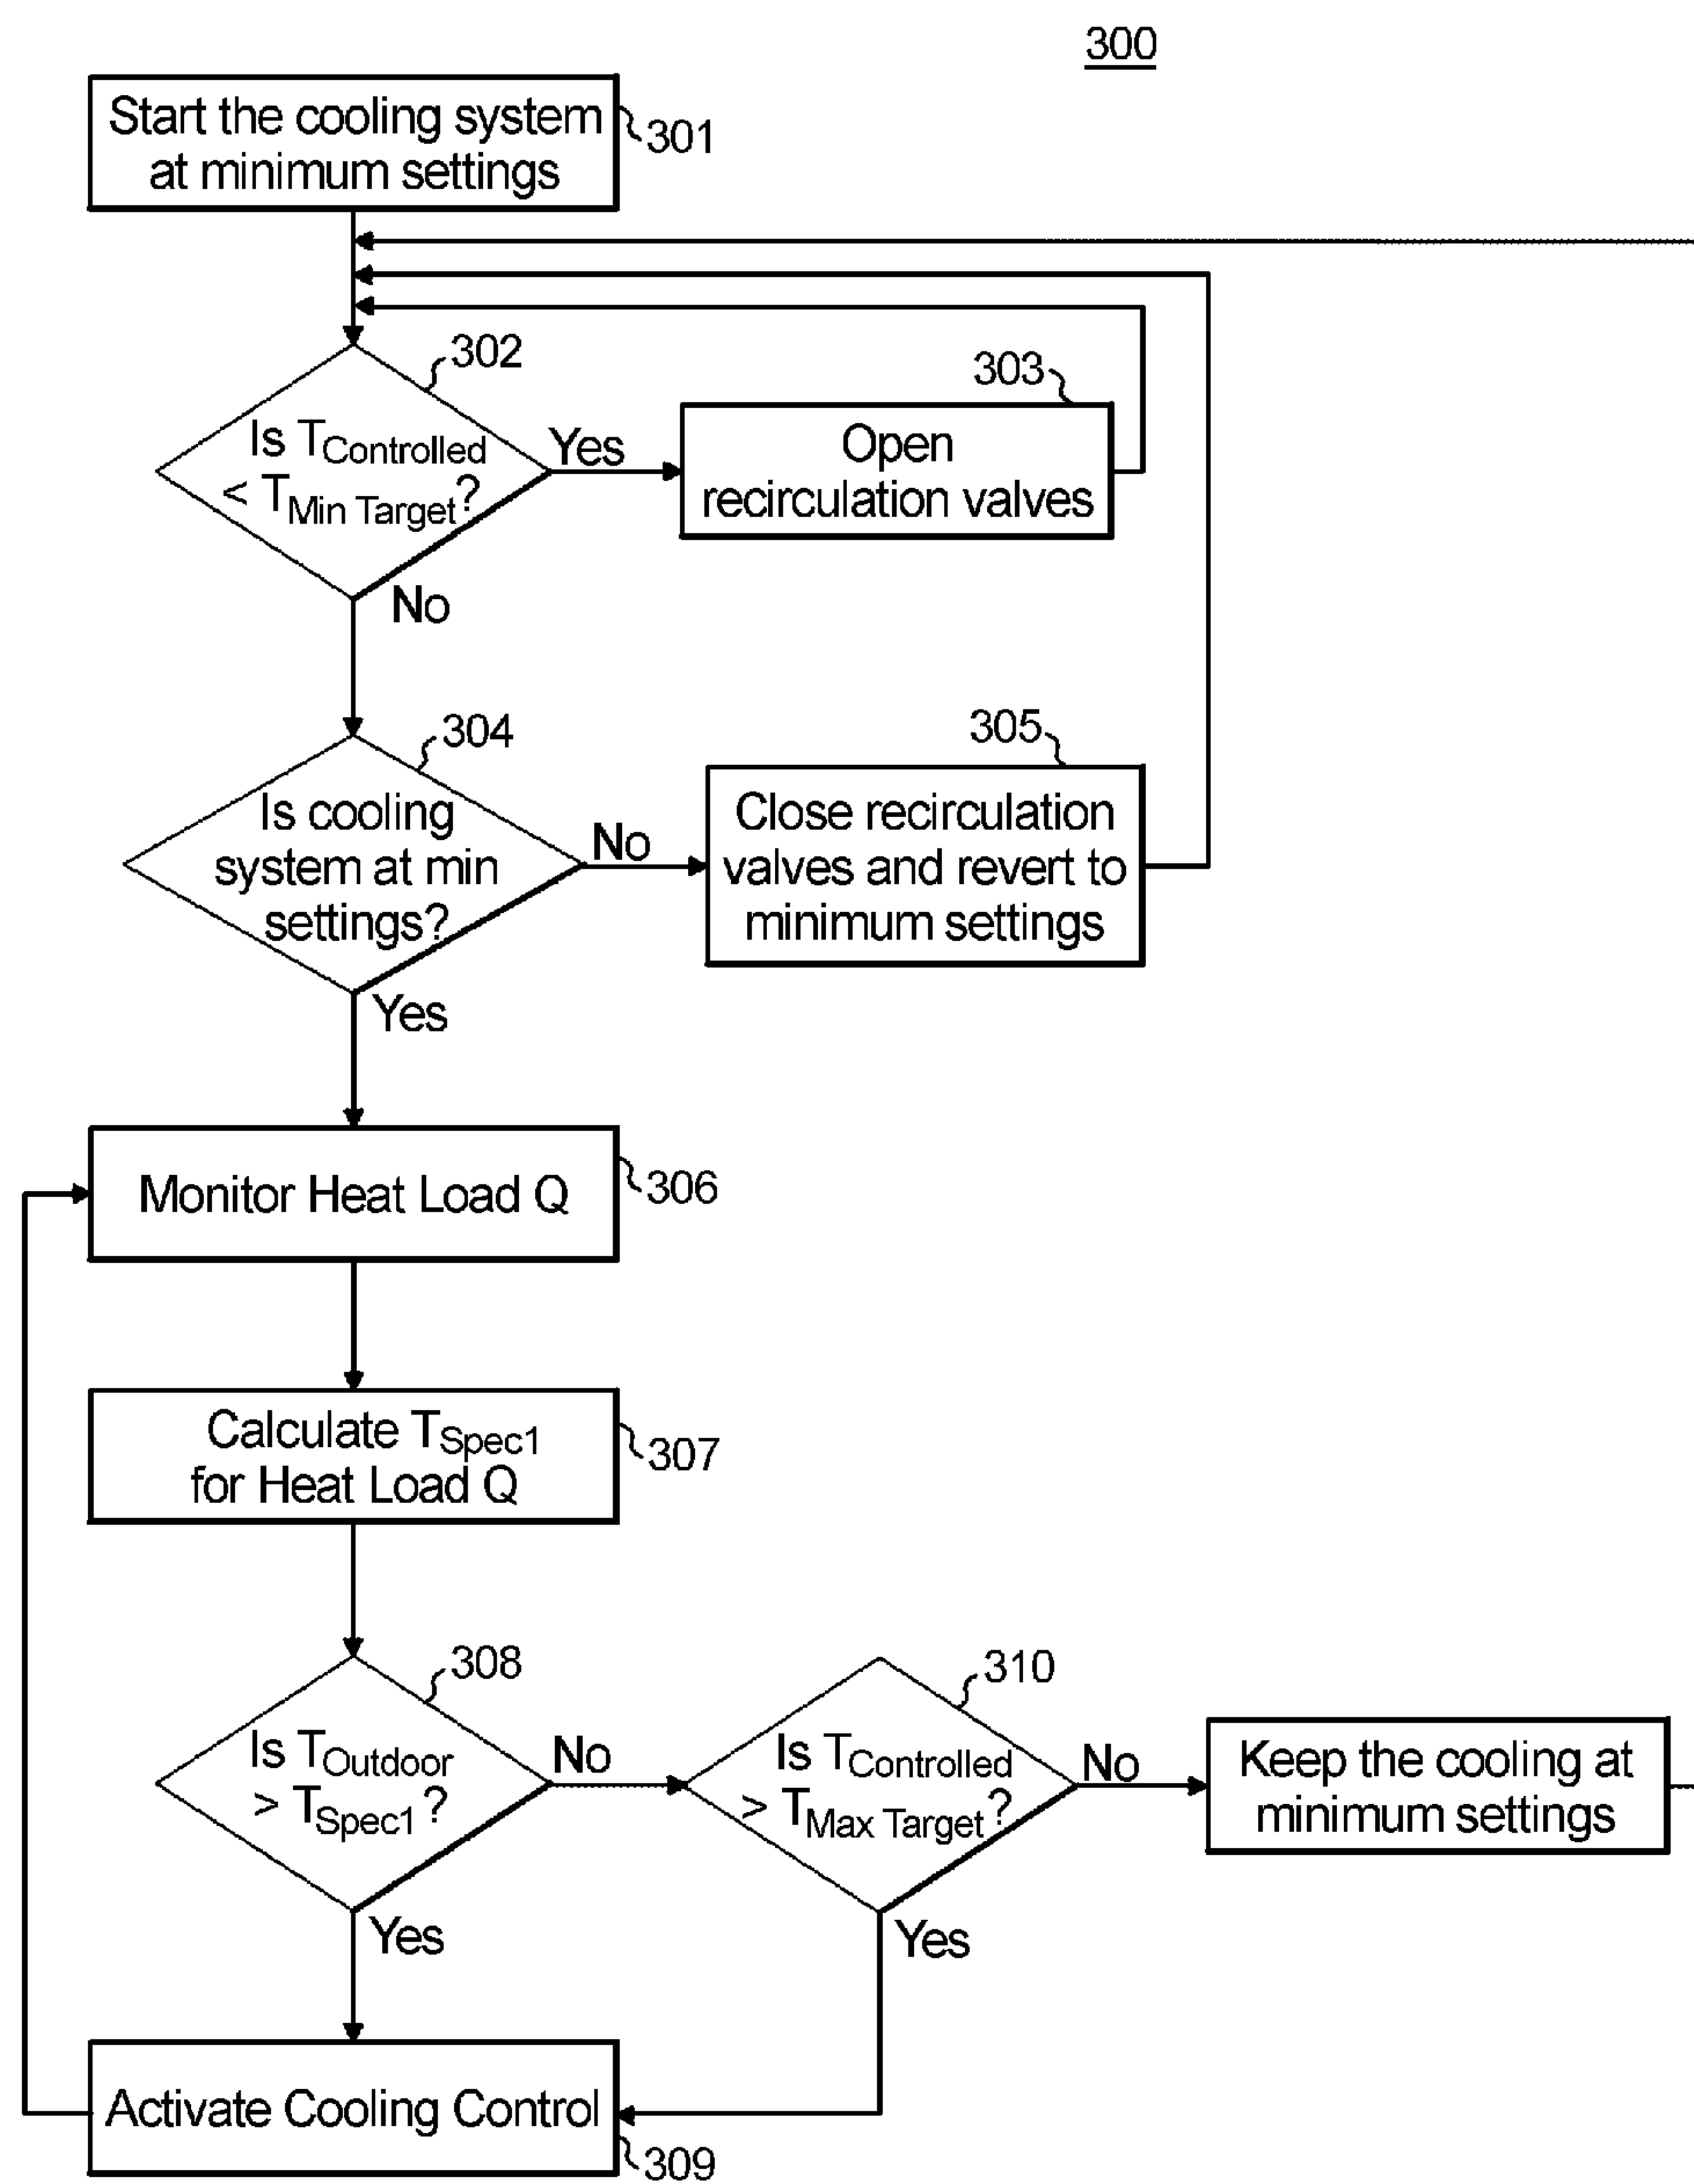 300
Start the cooling system
at minimum settings
301
302
Is TControlled
< TMin Target?
Yes
No
303
Open
recirculation valves
304
Is cooling
system at min
settings?
No
Yes
305
Close recirculation
valves and revert to
minimum settings
Monitor Heat Load Q
306
Calculate TSpec1
for Heat Load Q
307
308
Is TOutdoor
> TSpec1?
No
Yes
310
Is TControlled
> TMax Target?
No
Yes
Keep the cooling at
minimum settings
Activate Cooling Control
309